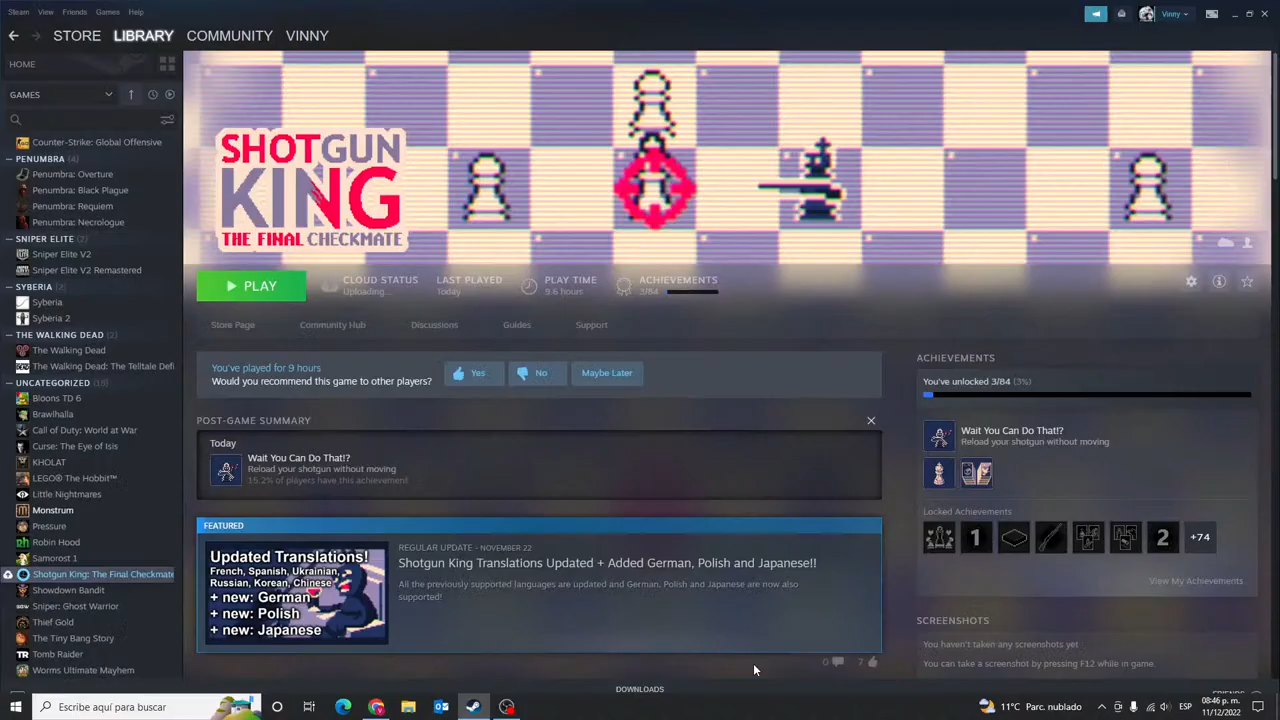 Steam View Friends Games Help
Vinny
STORE LIBRARY COMMUNITY VINNY
HOME
GAMES
Counter-Strike: Global Offensive
PENUMBRA (4)
Penumbra: Overture
Penumbra: Black Plague
Penumbra: Requiem
Penumbra: Necrologue
SNIPER ELITE (2)
Sniper Elite V2
Sniper Elite V2 Remastered
SYBERIA (2)
Syberia
Syberia 2
THE WALKING DEAD (2)
The Walking Dead
The Walking Dead: The Telltale Defi
UNCATEGORIZED (15)
Bloons TD 6
Brawlhalla
Call of Duty: World at War
Curse: The Eye of Isis
KHOLAT
LEGO® The Hobbit™
Little Nightmares
Monstrum
Pressure
Robin Hood
Samorost 1
Shotgun King: The Final Checkmate
Showdown Bandit
Sniper: Ghost Warrior
Thief Gold
The Tiny Bang Story
Tomb Raider
Worms Ultimate Mayhem
SHOTGUN
KING
THE FINAL CHECKMATE
PLAY
CLOUD STATUS
Uploading...
LAST PLAYED
Today
PLAY TIME
9.6 hours
ACHIEVEMENTS
3/84
Store Page Community Hub Discussions Guides Support
You've played for 9 hours
Would you recommend this game to other players?
Yes No Maybe Later
POST-GAME SUMMARY
Today
Wait You Can Do That!?
Reload your shotgun without moving
15.2% of players have this achievement!
FEATURED
Updated Translations!
French, Spanish, Ukrainian,
Russian, Korean, Chinese
+ new: German
+ new: Polish
+ new: Japanese
REGULAR UPDATE - NOVEMBER 22
Shotgun King Translations Updated + Added German, Polish and Japanese!!
All the previously supported languages are updated and German, Polish and Japanese are now also
supported!
0 7
ACHIEVEMENTS
You've unlocked 3/84 (3%)
Wait You Can Do That!?
Reload your shotgun without moving
Locked Achievements
1 2 +74
View My Achievements
SCREENSHOTS
You haven't taken any screenshots yet
You can take a screenshot by pressing F12 while in game.
DOWNLOADS
Escribe aquí para buscar
11°C Parc. nublado
ESP
08:46 p. m.
11/12/2022